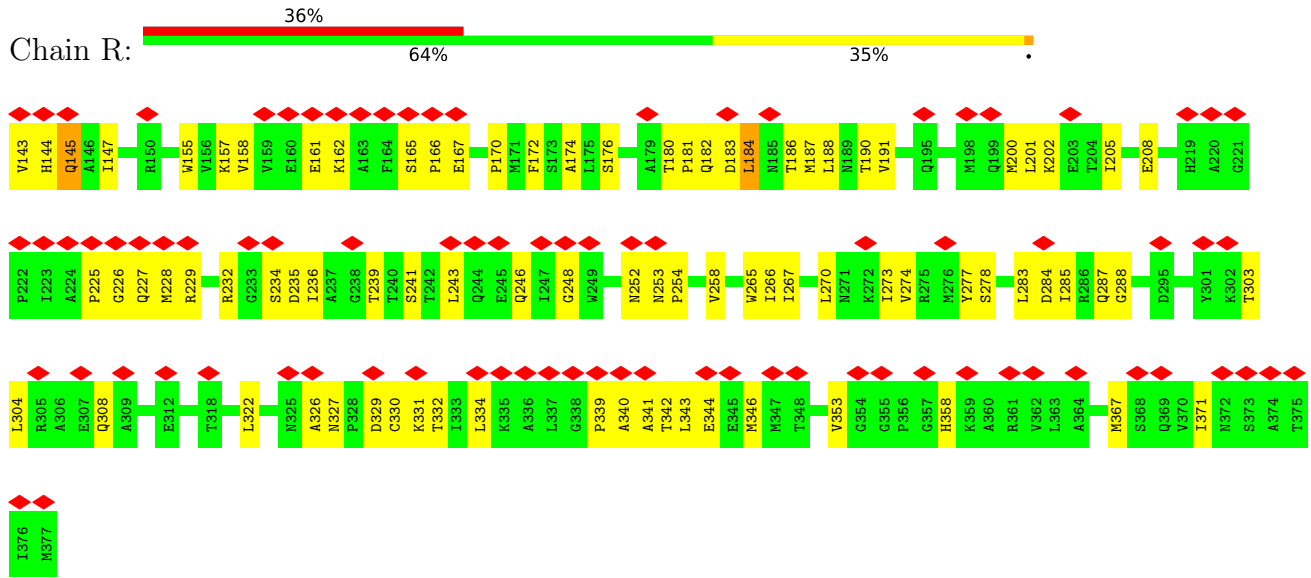 36%
Chain R:
64% 35% .
V143 H144 Q145 A146 I147 R150 W155 V156 K157 V158 V159 E160 E161 K162 A163 F164 S165 P166 E167 P170 M171 F172 S173 A174 L175 S176 A179 T180 P181 Q182 D183 L184 N185 T186 M187 L188 N189 T190 V191 Q195 M198 Q199 M200 L201 K202 E203 T204 I205 E208 H219 A220 G221
P222 I223 A224 P225 G226 Q227 M228 R229 R232 G233 S234 D235 I236 A237 G238 T239 T240 S241 T242 L243 Q244 E245 Q246 I247 G248 W249 N252 N253 P254 V258 W265 I266 I267 L270 N271 K272 I273 V274 R275 M276 Y277 S278 L283 D284 I285 R286 Q287 G288 D295 Y301 K302 T303
L304 R305 A306 E307 Q308 A309 E312 T318 L322 N325 A326 N327 P328 D329 C330 K331 T332 I333 L334 K335 A336 L337 G338 P339 A340 A341 T342 L343 E344 E345 M346 M347 T348 V353 G354 G355 P356 G357 H358 K359 A360 R361 V362 L363 A364 M367 S368 Q369 V370 I371 N372 S373 A374 T375
I376 M377